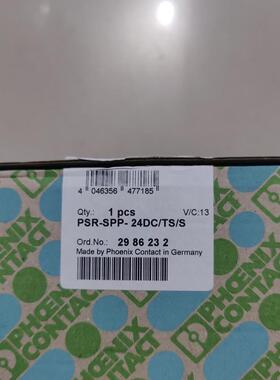 4 046356 477185
Qty.: 1 pcs V/C:13
PSR-SPP- 24DC/TS/S
Ord.No.: 29 86 23 2
Made by Phoenix Contact in Germany
PHOENIX
CONTACT
PHOENIX
CONTACT